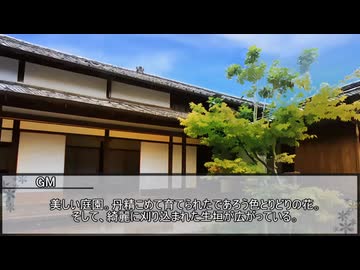 GM
美しい庭園。丹精こめて育てられたであろう色とりどりの花。
そして、綺麗に刈り込まれた生垣が広がっている。